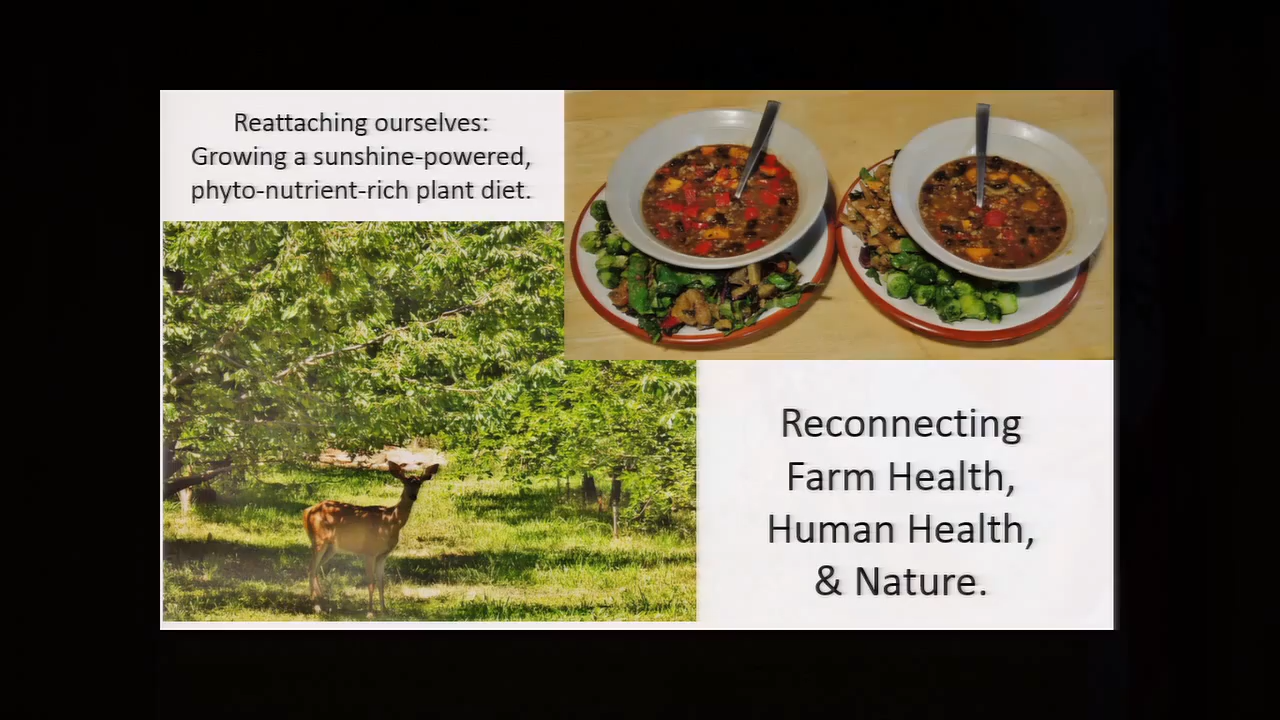 Reattaching ourselves:
Growing a sunshine-powered,
phyto-nutrient-rich plant diet.
Reconnecting
Farm Health,
Human Health,
& Nature.